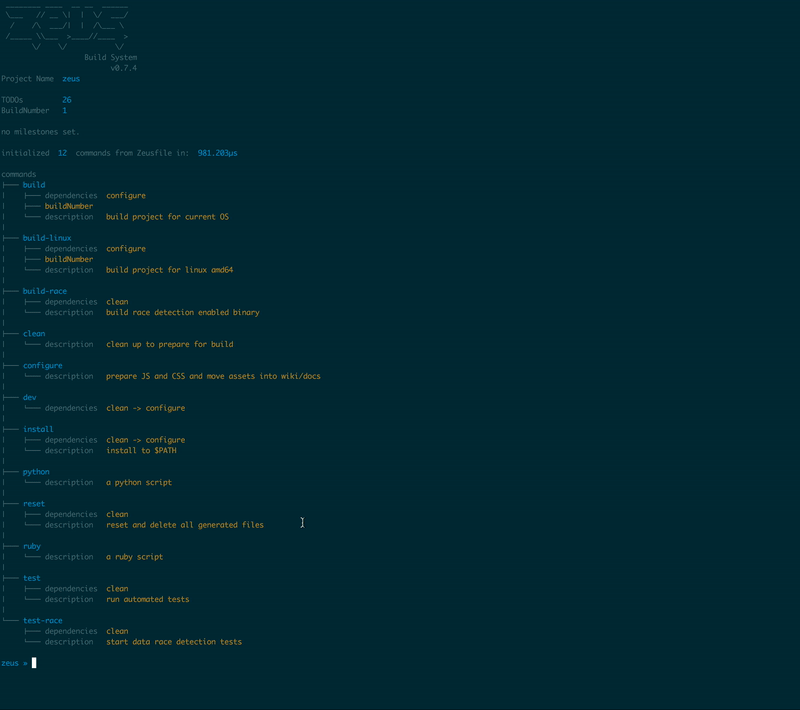 ________ ____  __ __  ______
\___   // __ \|  |  \/  ___/
 /    /\  ___/|  |  /\___ \
/_____ \\___  >____//____  >
      \/    \/           \/
Build System
v0.7.4
Project Name  zeus
TODOs  26
BuildNumber  1
no milestones set.
initialized  12  commands from Zeusfile in:  981.203µs
commands
├─── build
|    ├─── dependencies  configure
|    ├─── buildNumber
|    └─── description   build project for current OS
|
├─── build-linux
|    ├─── dependencies  configure
|    ├─── buildNumber
|    └─── description   build project for linux amd64
|
├─── build-race
|    ├─── dependencies  clean
|    └─── description   build race detection enabled binary
|
├─── clean
|    └─── description   clean up to prepare for build
|
├─── configure
|    └─── description   prepare JS and CSS and move assets into wiki/docs
|
├─── dev
|    └─── dependencies  clean -> configure
|
├─── install
|    ├─── dependencies  clean -> configure
|    └─── description   install to $PATH
|
├─── python
|    └─── description   a python script
|
├─── reset
|    ├─── dependencies  clean
|    └─── description   reset and delete all generated files
|
├─── ruby
|    └─── description   a ruby script
|
├─── test
|    ├─── dependencies  clean
|    └─── description   run automated tests
|
└─── test-race
     ├─── dependencies  clean
     └─── description   start data race detection tests
zeus »